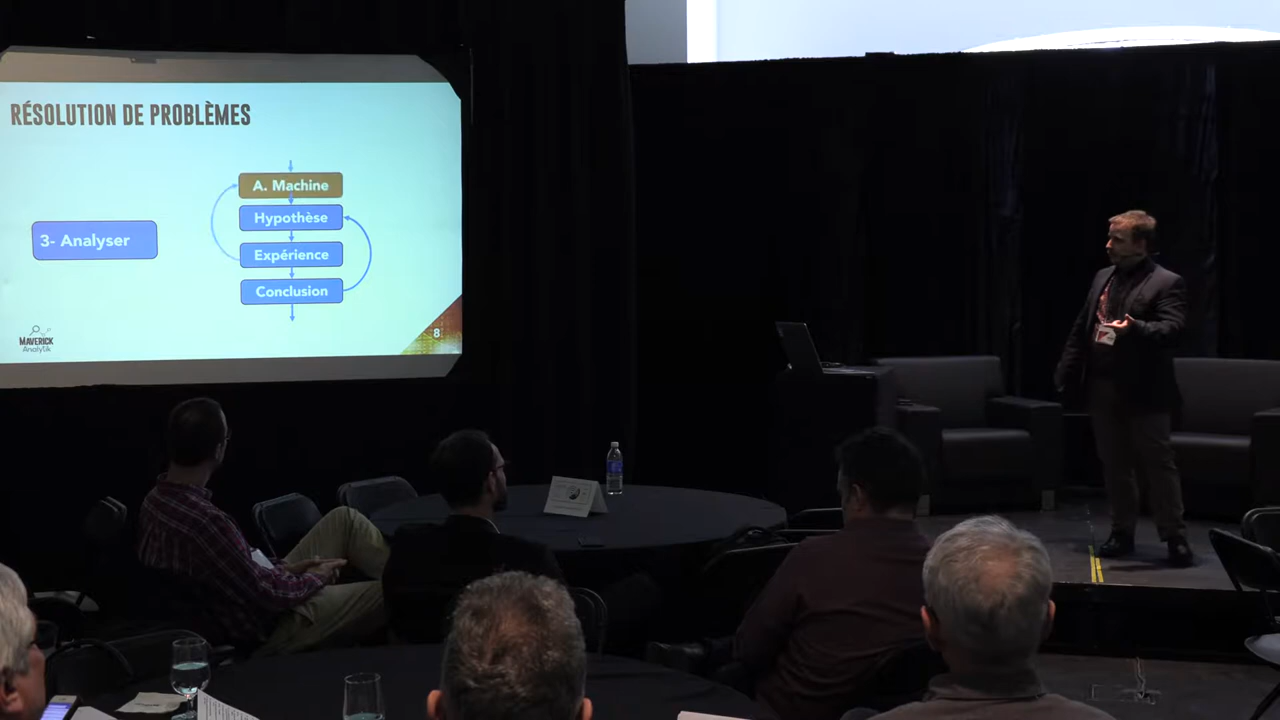 RÉSOLUTION DE PROBLÈMES
A. Machine
Hypothèse
3- Analyser
Expérience
Conclusion
8
MAVERICK
Analytik